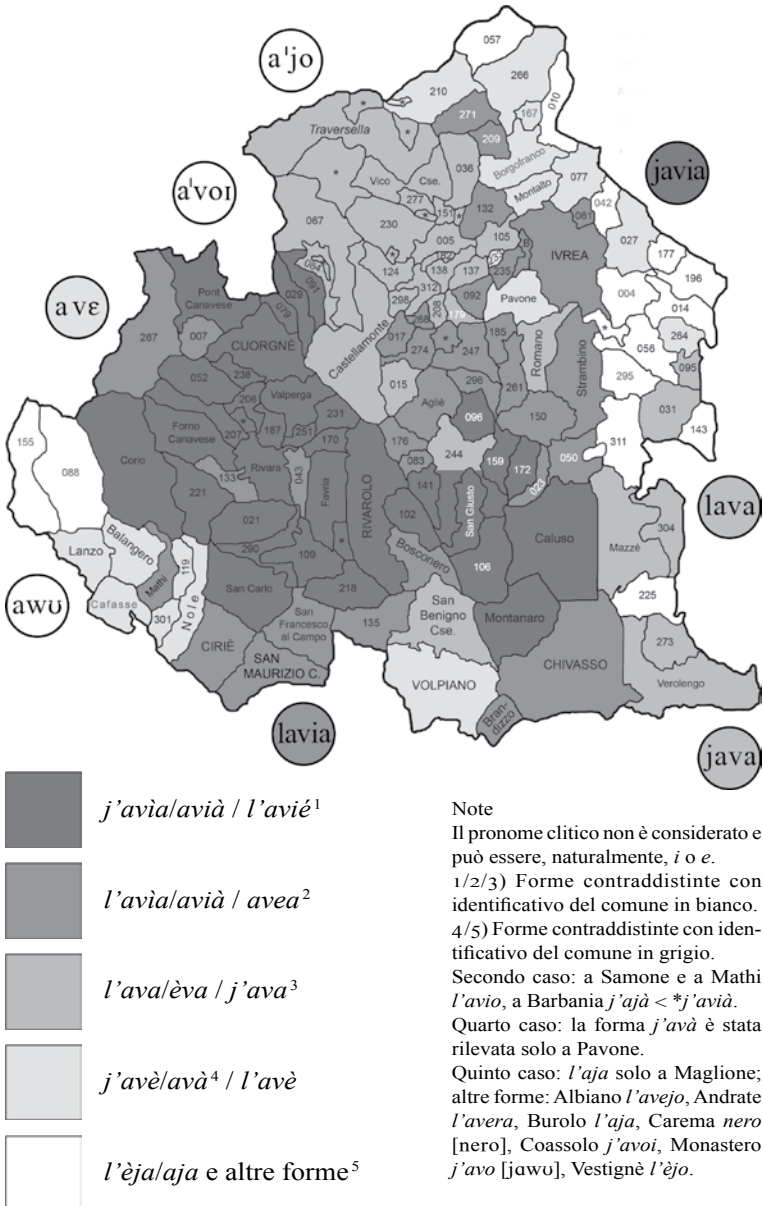 057
a'jo
266
210
010
271
167
Traversella
209
Borgofranco
javia
036
Vico
Cse.
077
Montalto
a'voɪ
277
042
151
132
061
067
230
027
105
005
B
IVREA
177
196
084
182
124
138
137
235
004
Pont Canavese
029
091
312
092
014
a vɛ
079
298
208
179
Pavone
267
007
268
056
264
CUORGNÈ
Castellamonte
017
185
Romano
Strambino
274
247
095
052
238
295
015
296
261
031
206
Valperga
Agliè
231
096
150
143
155
Forno Canavese
207
187
251
170
176
311
244
050
088
Corio
Rivara
083
159
172
133
043
023
221
Favria
RIVAROLO
141
San Giusto
lava
021
102
304
Balangero
Caluso
Mazzè
Lanzo
290
109
Bosconero
119
106
Mathi
San Carlo
218
225
awʊ
Cafasse
Nole
San Francesco al Campo
San Benigno Cse.
Montanaro
301
135
273
CIRIÈ
SAN MAURIZIO C.
CHIVASSO
Verolengo
VOLPIANO
Brandizzo
lavia
java
j'avìa/avià / l'avié¹
l'avìa/avià / avea²
l'ava/èva / j'ava³
j'avè/avà⁴ / l'avè
l'èja/aja e altre forme⁵
Note
Il pronome clitico non è considerato e
può essere, naturalmente, i o e.
1/2/3) Forme contraddistinte con
identificativo del comune in bianco.
4/5) Forme contraddistinte con iden-
tificativo del comune in grigio.
Secondo caso: a Samone e a Mathi
l'avio, a Barbania j'ajà < *j'avià.
Quarto caso: la forma j'avà è stata
rilevata solo a Pavone.
Quinto caso: l'aja solo a Maglione;
altre forme: Albiano l'avejo, Andrate
l'avera, Burolo l'aja, Carema nero
[nero], Coassolo j'avoi, Monastero
j'avo [jɑwʊ], Vestignè l'èjo.